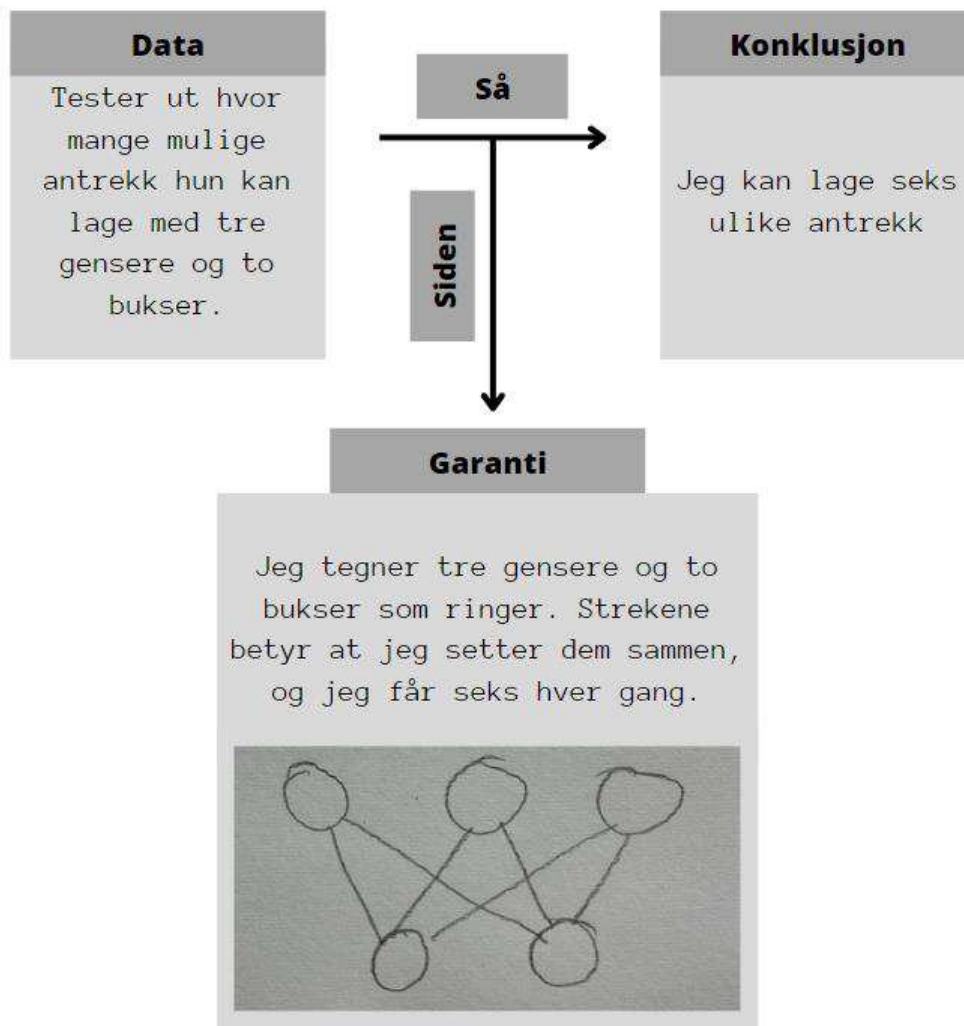 Data
Tester ut hvor
mange mulige
antrekk hun kan
lage med tre
gensere og to
bukser.
Så
Konklusjon
Jeg kan lage seks
ulike antrekk
Siden
Garanti
Jeg tegner tre gensere og to
bukser som ringer. Strekene
betyr at jeg setter dem sammen,
og jeg får seks hver gang.